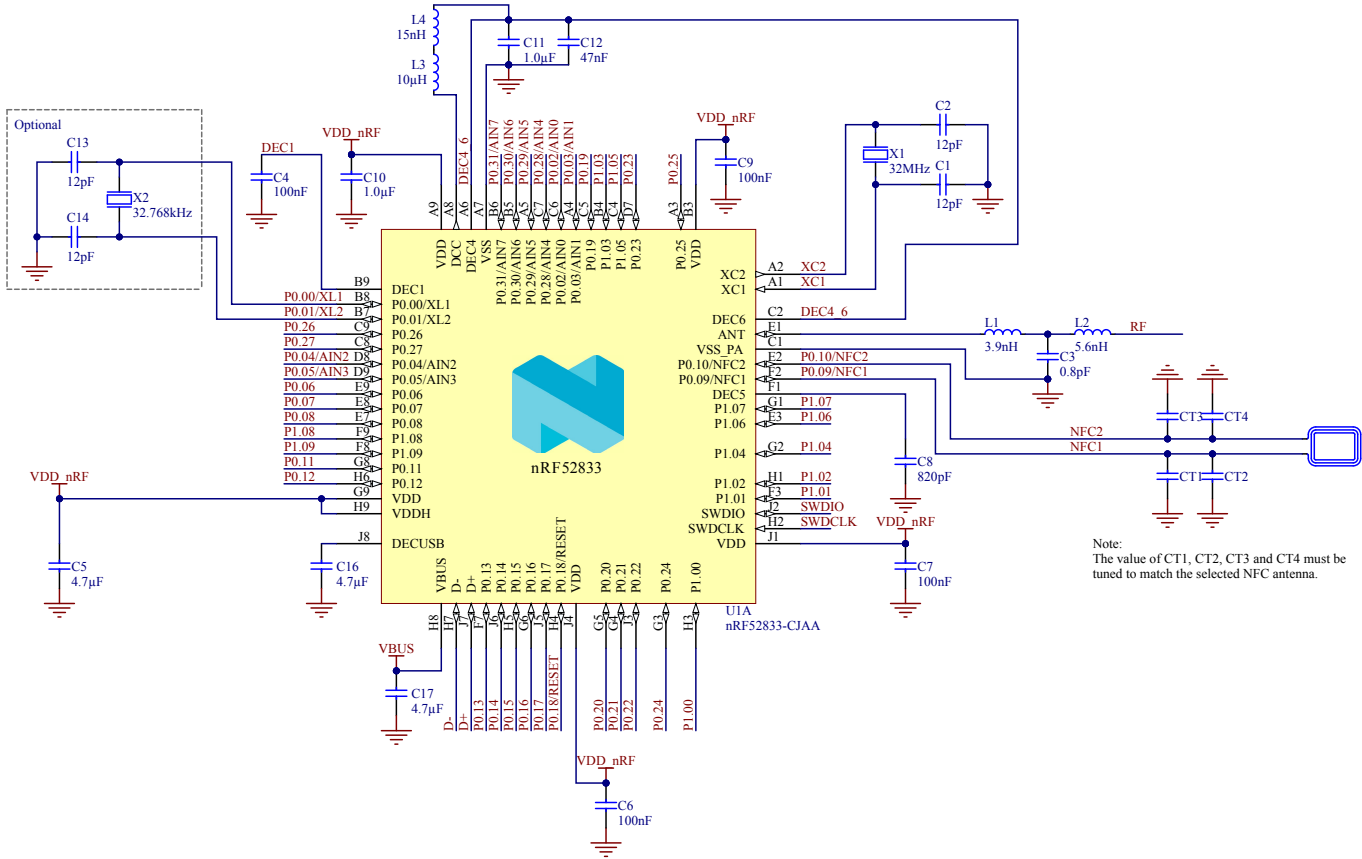 L4
15nH
L3
10µH
C11
1.0µF
C12
47nF
Optional
C13
12pF
X2
32.768kHz
C14
12pF
DEC1
C4
100nF
VDD_nRF
C10
1.0µF
DEC4_6
P0.31/AIN7
P0.30/AIN6
P0.29/AIN5
P0.28/AIN4
P0.02/AIN0
P0.03/AIN1
P0.19
P1.03
P1.05
P0.23
P0.25
VDD_nRF
C9
100nF
C2
12pF
X1
32MHz
C1
12pF
A9
A8
A6
A7
B6
B5
A5
C7
C6
A4
C5
B4
C4
D7
A3
B3
VDD
DCC
DEC4
VSS
P0.31/AIN7
P0.30/AIN6
P0.29/AIN5
P0.28/AIN4
P0.02/AIN0
P0.03/AIN1
P0.19
P1.03
P1.05
P0.23
P0.25
VDD
B9 DEC1
P0.00/XL1 B8 P0.00/XL1
P0.01/XL2 B7 P0.01/XL2
P0.26 C9 P0.26
P0.27 C8 P0.27
P0.04/AIN2 D8 P0.04/AIN2
P0.05/AIN3 D9 P0.05/AIN3
P0.06 E9 P0.06
P0.07 E8 P0.07
P0.08 E7 P0.08
P1.08 F9 P1.08
P1.09 F8 P1.09
P0.11 G8 P0.11
P0.12 H6 P0.12
G9 VDD
H9 VDDH
J8 DECUSB
VDD_nRF
C5
4.7µF
C16
4.7µF
nRF52833
XC2 A2 XC2
XC1 A1 XC1
DEC6 C2 DEC4_6
ANT E1
VSS_PA C1
P0.10/NFC2 E2 P0.10/NFC2
P0.09/NFC1 F2 P0.09/NFC1
DEC5 F1
P1.07 G1 P1.07
P1.06 E3 P1.06
P1.04 G2 P1.04
P1.02 H1 P1.02
P1.01 F3 P1.01
SWDIO J2 SWDIO
SWDCLK H2 SWDCLK
VDD J1
L1
3.9nH
L2
5.6nH
RF
C3
0.8pF
CT3
CT4
NFC2
NFC1
CT1
CT2
C8
820pF
VDD_nRF
C7
100nF
Note:
The value of CT1, CT2, CT3 and CT4 must be
tuned to match the selected NFC antenna.
VBUS
D-
D+
P0.13
P0.14
P0.15
P0.16
P0.17
P0.18/RESET
VDD
P0.20
P0.21
P0.22
P0.24
P1.00
U1A
nRF52833-CJAA
H8
H7
J7
F7
J6
H5
G6
J5
H4
J4
G5
G4
J3
G3
H3
VBUS
C17
4.7µF
D-
D+
P0.13
P0.14
P0.15
P0.16
P0.17
P0.18/RESET
P0.20
P0.21
P0.22
P0.24
P1.00
VDD_nRF
C6
100nF